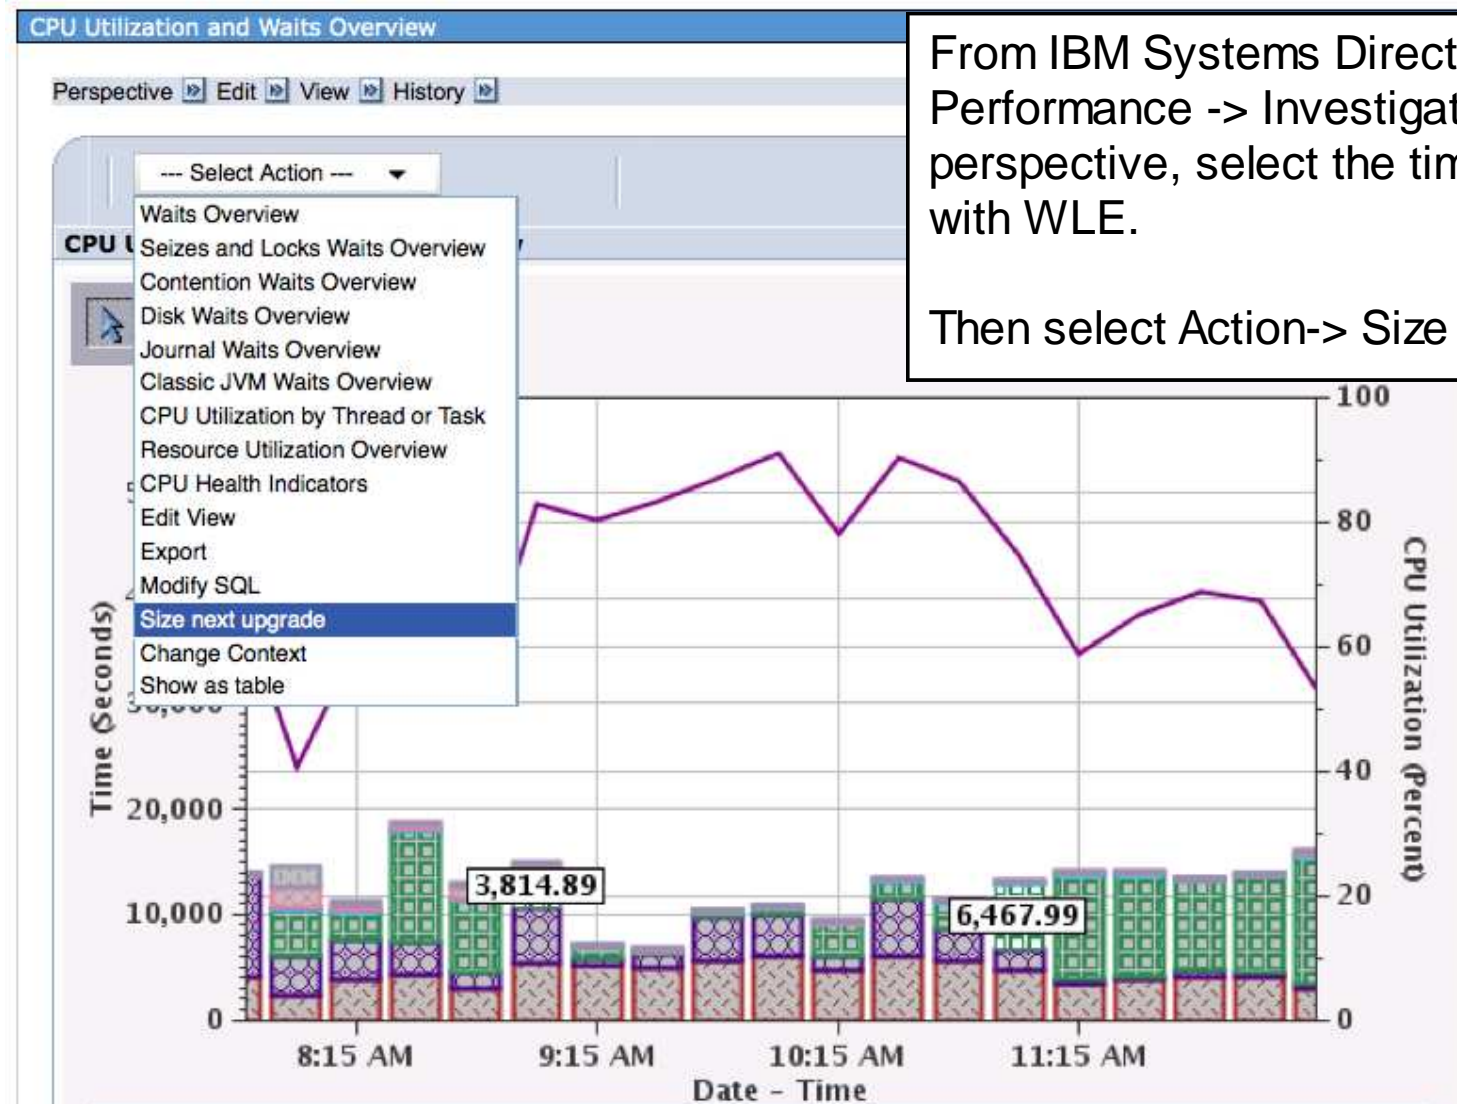 CPU Utilization and Waits Overview
Perspective Edit View History
From IBM Systems Direct
Performance -> Investigat
perspective, select the tim
with WLE.
Then select Action-> Size
--- Select Action ---
CPU U
Waits Overview
Seizes and Locks Waits Overview
Contention Waits Overview
Disk Waits Overview
Journal Waits Overview
Classic JVM Waits Overview
CPU Utilization by Thread or Task
Resource Utilization Overview
CPU Health Indicators
Edit View
Export
Modify SQL
Size next upgrade
Change Context
Show as table
Time (Seconds)
20,000
10,000
0
3,814.89
6,467.99
100
80
60
40
20
0
CPU Utilization (Percent)
8:15 AM 9:15 AM 10:15 AM 11:15 AM
Date - Time